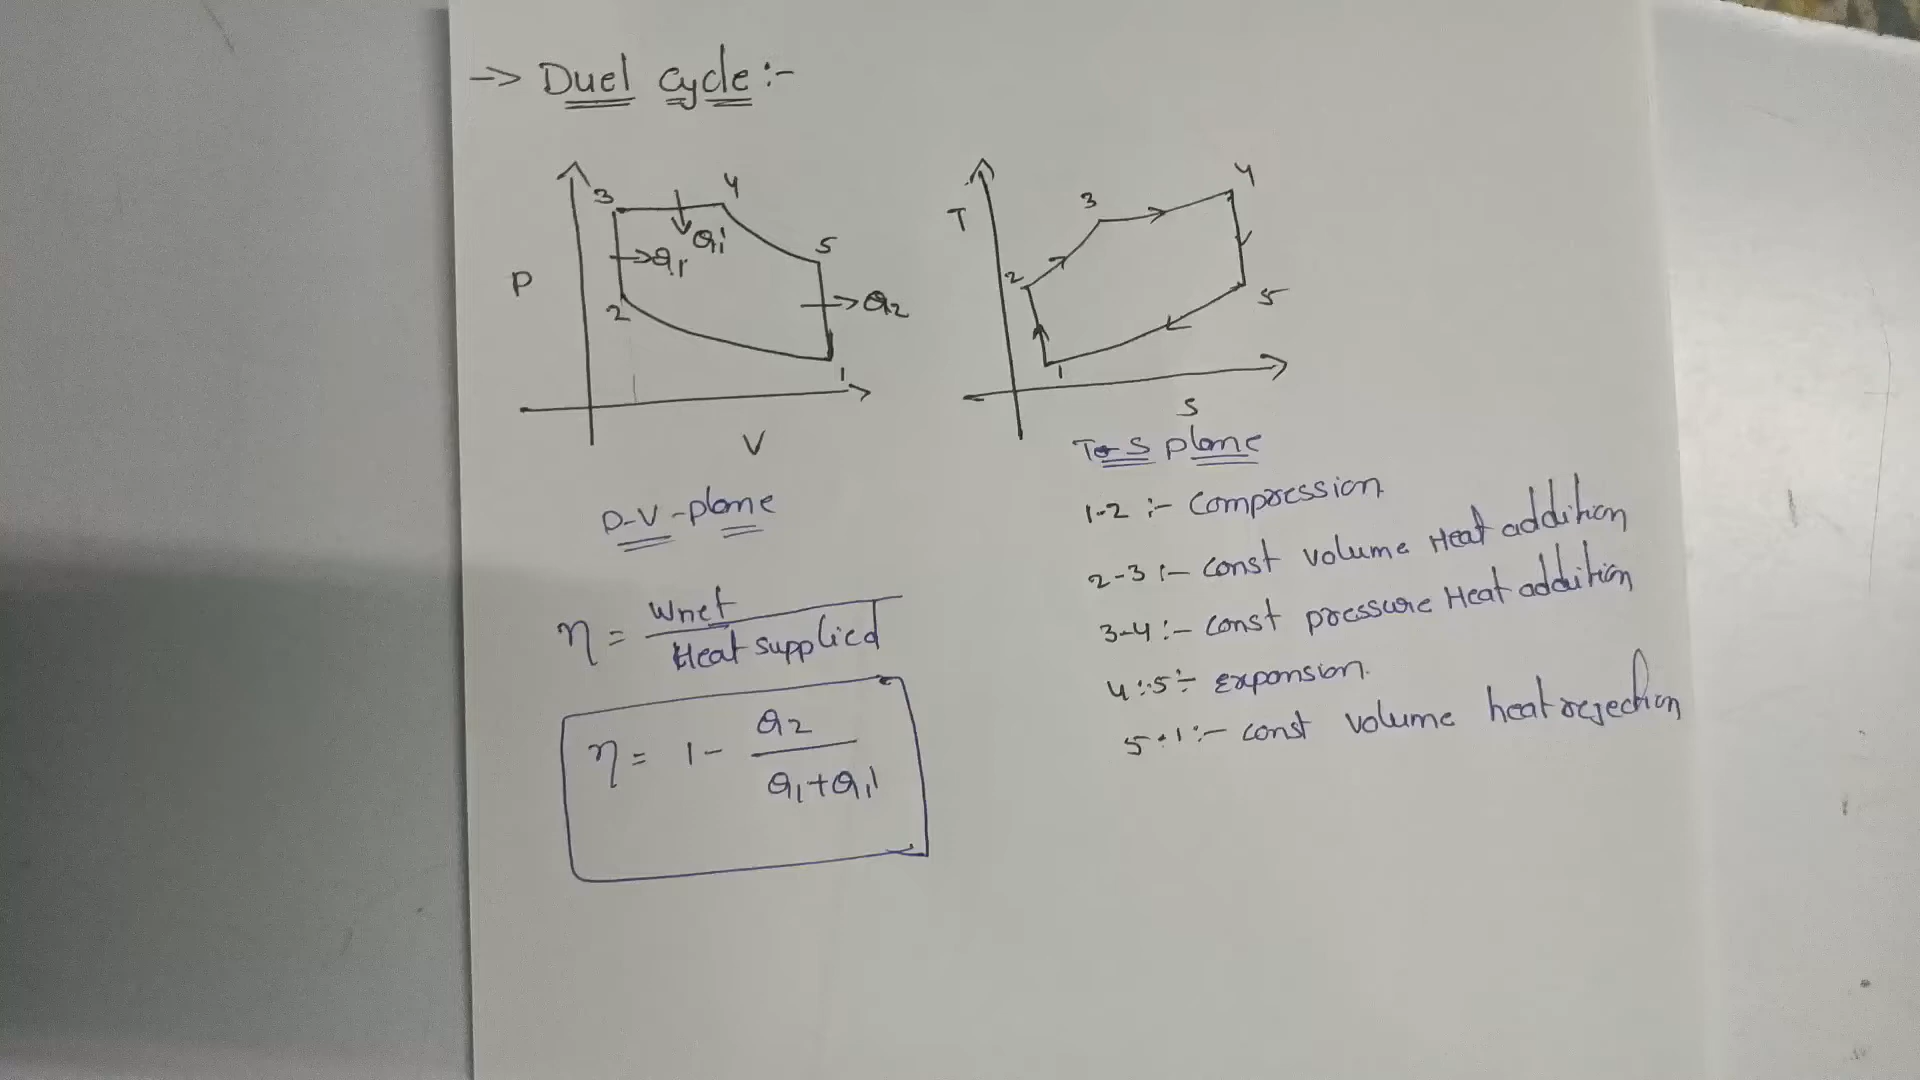 -> Duel cycle:-
3
4
Q1'
Q1
5
P
2
Q2
1
V
P-V-plane
T
3
4
2
5
1
S
T-S plane
1-2 :- compression
2-3 :- const volume Heat addition
3-4 :- const pressure Heat addition
4:-5 :- expansion.
5-1 :- const volume heat rejection
η = Wnet
Heat supplied
η = 1 - Q2
Q1+Q1'